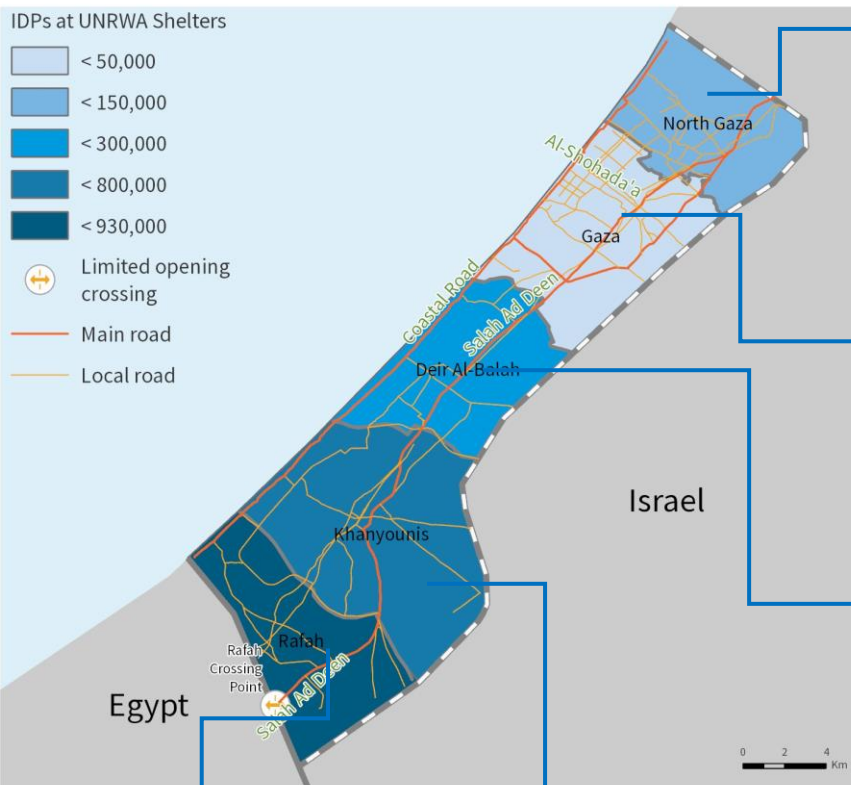 IDPs at UNRWA Shelters
< 50,000
< 150,000
< 300,000
< 800,000
< 930,000
Limited opening
crossing
Main road
Local road
North Gaza
Al-Shohada'a
Gaza
Coastal Road
Salah Ad Deen
Deir Al-Balah
Israel
Khanyounis
Rafah
Rafah
Crossing
Point
Salah Ad Deen
Egypt
0 2 4
Km